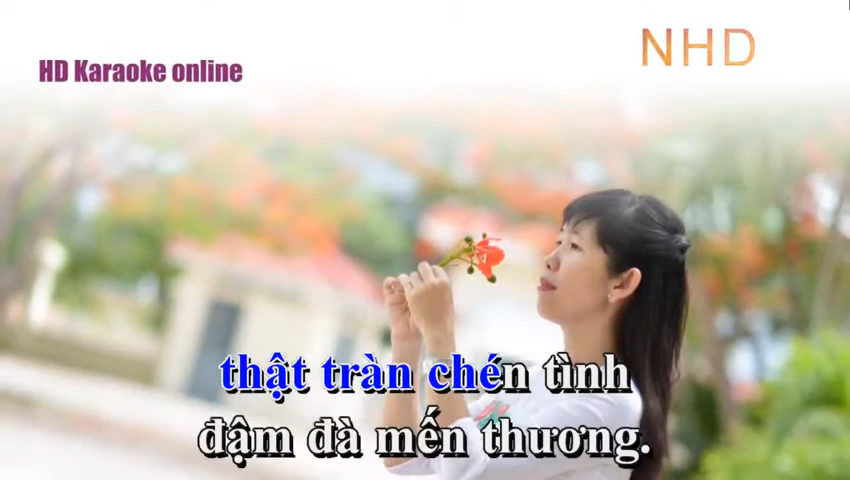 NHD
HD Karaoke online
thật tràn chén tình
đậm đà mến thương.